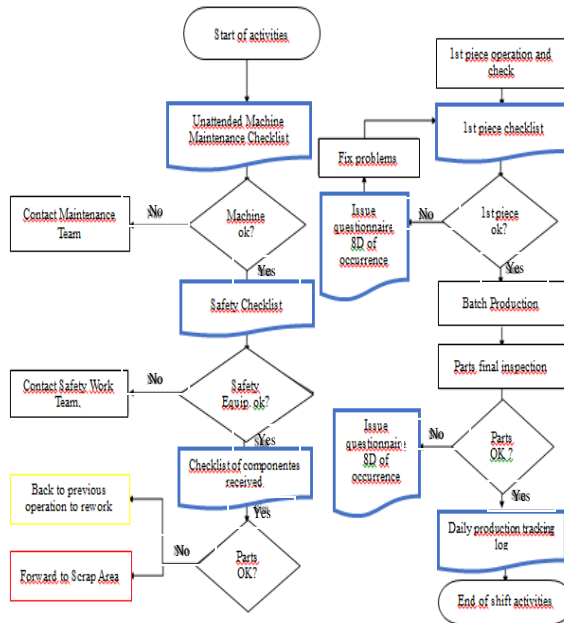 Start of activities
Unattended Machine
Maintenance Checklist
Machine
ok?
No
Contact Maintenance
Team
Yes
Safety Checklist
Safety
Equip. ok?
No
Contact Safety Work
Team,
Yes
Checklist of componentes
received
Yes
Parts
OK?
No
Back to previous
operation to rework
Forward to Scrap Area
1st piece operation and
check
1st piece checklist
Fix problems
1st piece
ok?
No
Issue
questionnaire
8D of
occurrence
Yes
Batch Production
Parts final inspection
Parts
OK ?
No
Issue
questionnaire
8D of
occurrence
Yes
Daily production tracking
log
End of shift activities